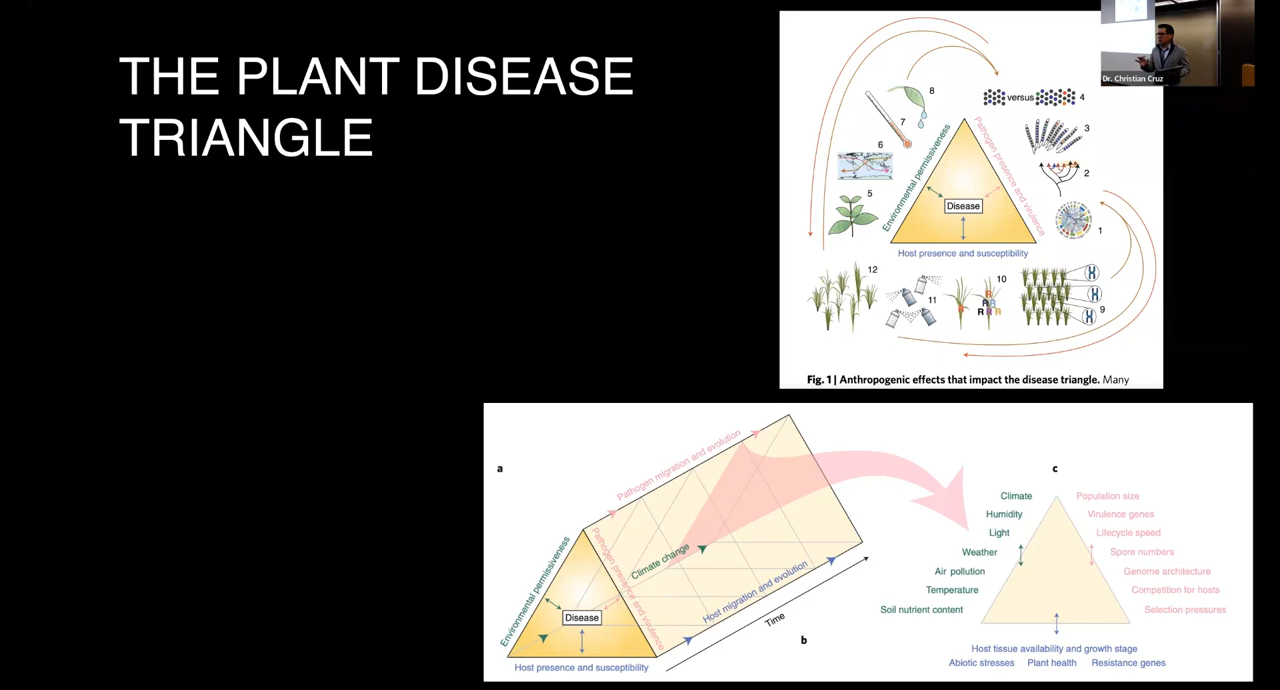 THE PLANT DISEASE
TRIANGLE
Dr. Christian Cruz
8
versus
4
7
3
6
2
5
1
Environmental permissiveness
Pathogen presence and virulence
Disease
Host presence and susceptibility
12
11
10
9
R
R
R R
R R R
Fig. 1 | Anthropogenic effects that impact the disease triangle. Many
a
Pathogen migration and evolution
Environmental permissiveness
Pathogen presence and virulence
Climate change
Host migration and evolution
Disease
Time
Host presence and susceptibility
b
c
Climate
Humidity
Light
Weather
Air pollution
Temperature
Soil nutrient content
Population size
Virulence genes
Lifecycle speed
Spore numbers
Genome architecture
Competition for hosts
Selection pressures
Host tissue availability and growth stage
Abiotic stresses Plant health Resistance genes